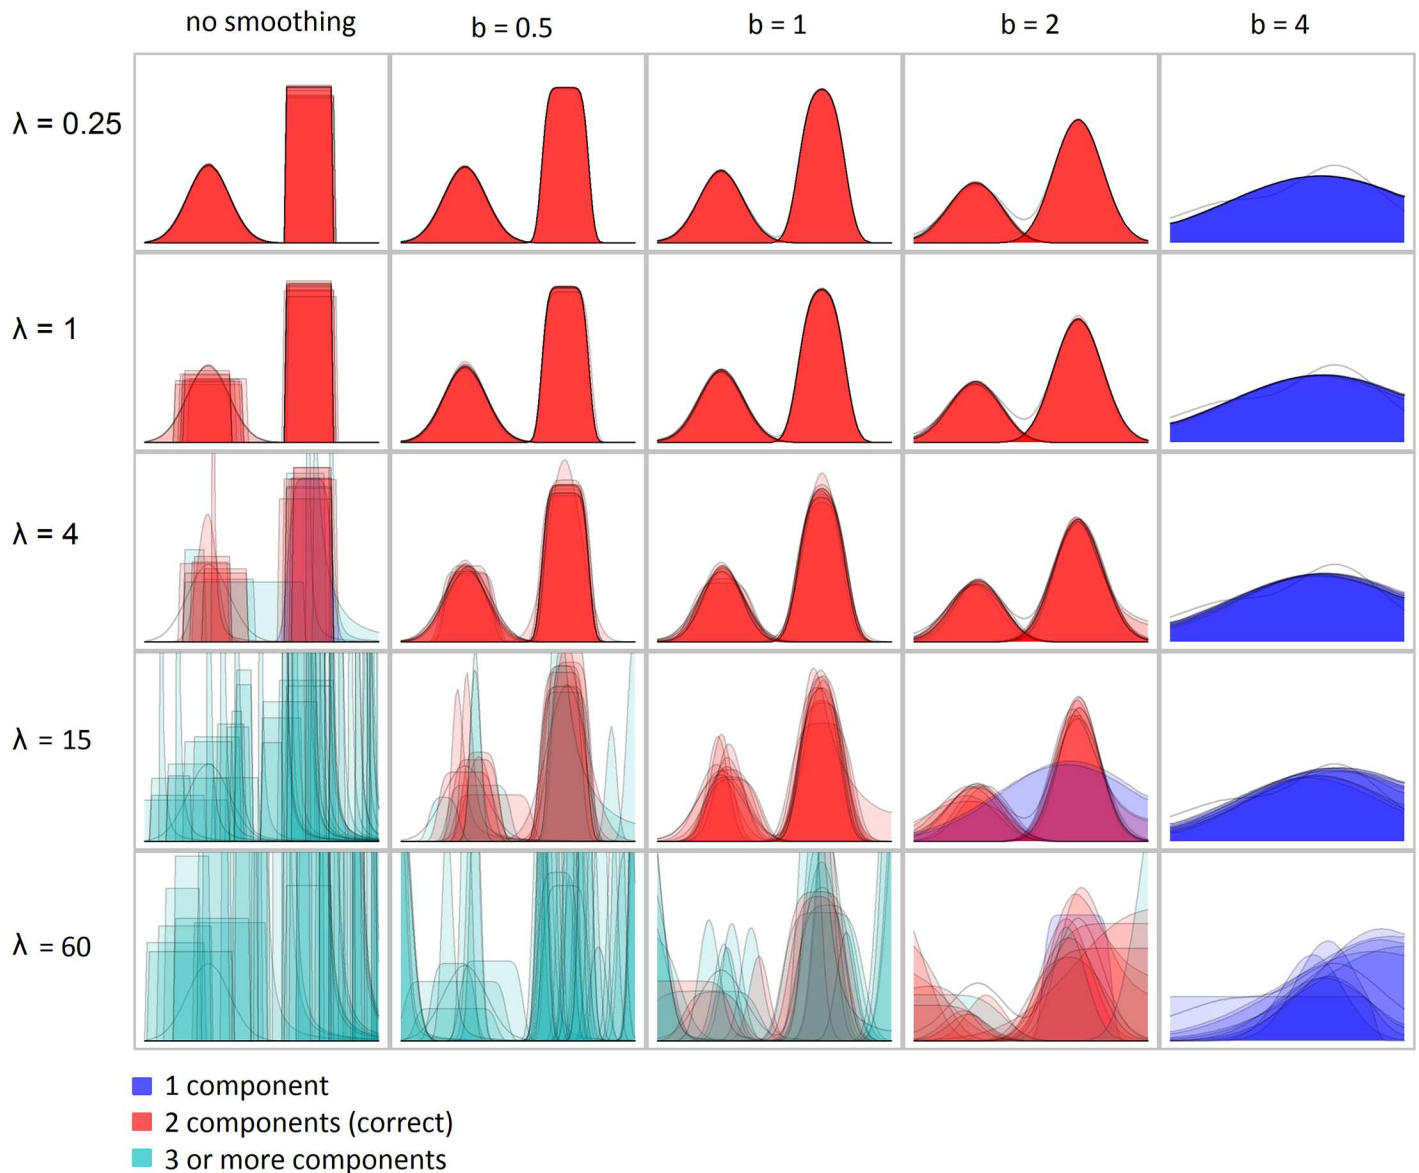 no smoothing b = 0.5 b = 1 b = 2 b = 4
λ = 0.25
λ = 1
λ = 4
λ = 15
λ = 60
1 component
2 components (correct)
3 or more components